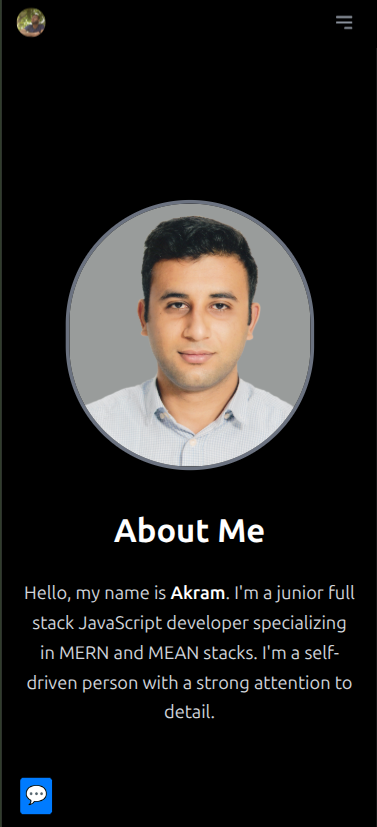 About Me
Hello, my name is Akram. I'm a junior full
stack JavaScript developer specializing
in MERN and MEAN stacks. I'm a self-
driven person with a strong attention to
detail.